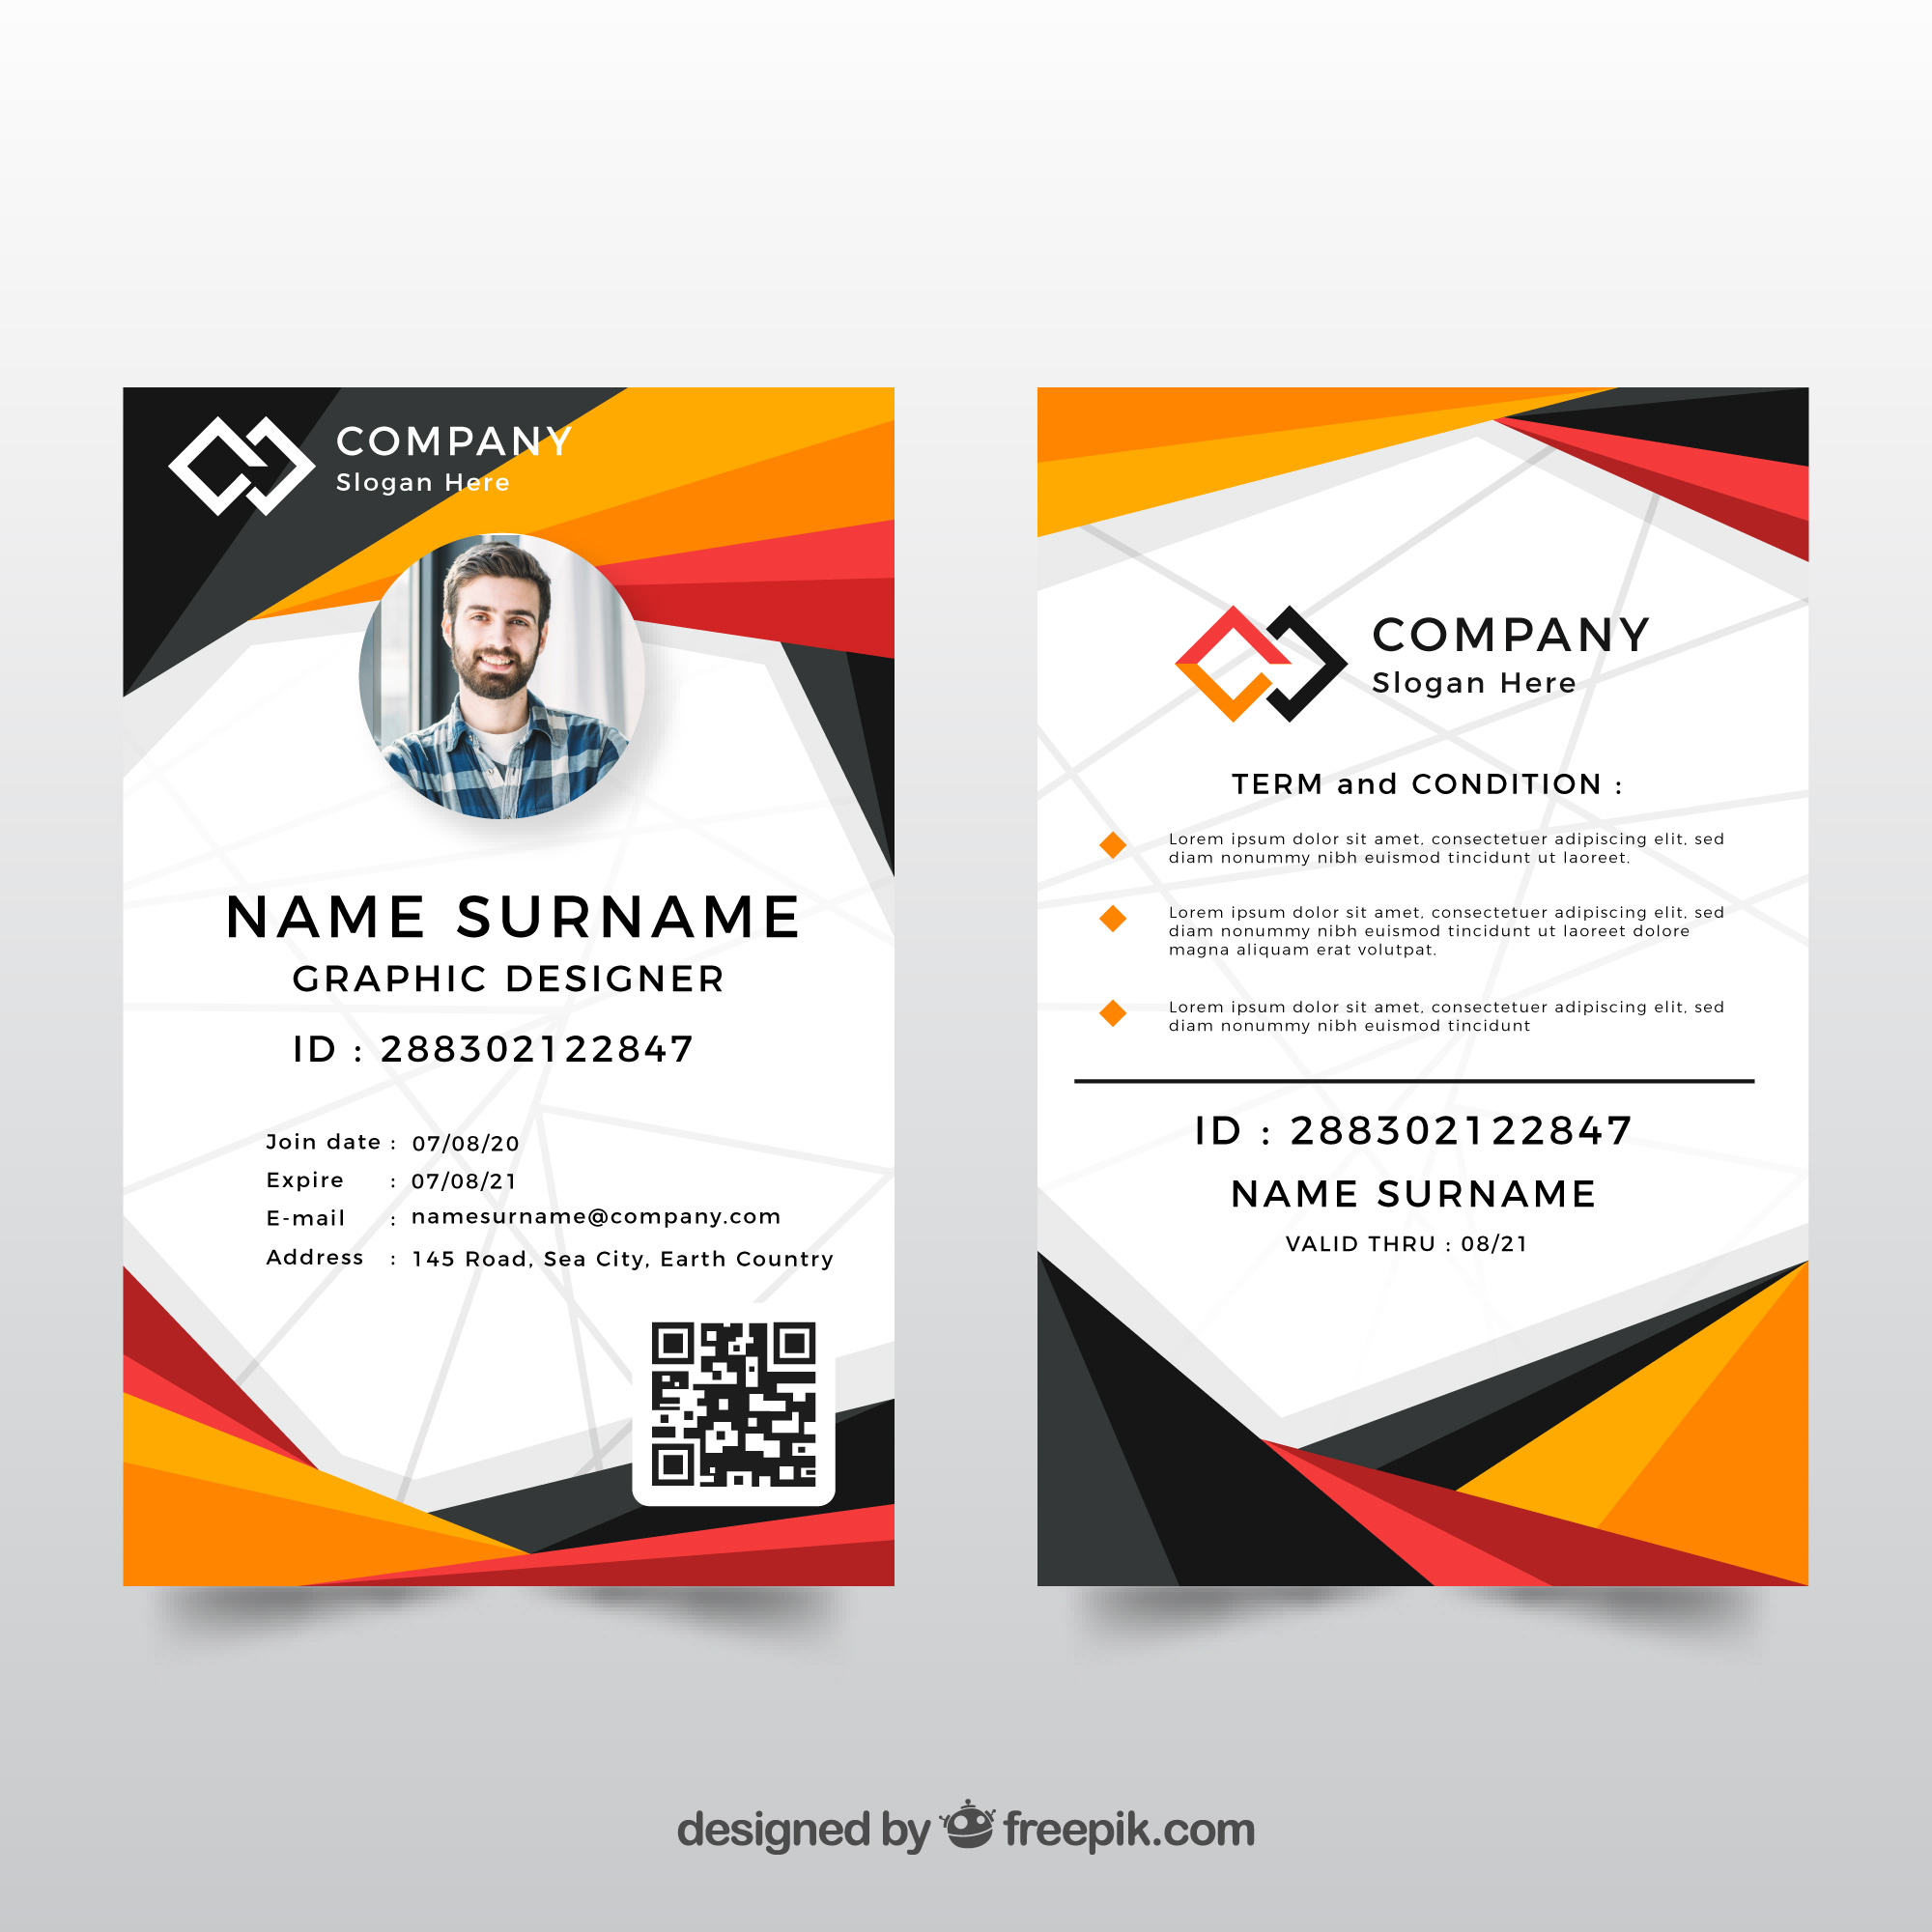 COMPANY
Slogan Here
NAME SURNAME
GRAPHIC DESIGNER
ID : 288302122847
Join date : 07/08/20
Expire : 07/08/21
E-mail : namesurname@company.com
Address : 145 Road, Sea City, Earth Country
COMPANY
Slogan Here
TERM and CONDITION :
Lorem ipsum dolor sit amet, consectetuer adipiscing elit, sed
diam nonummy nibh euismod tincidunt ut laoreet.
Lorem ipsum dolor sit amet, consectetuer adipiscing elit, sed
diam nonummy nibh euismod tincidunt ut laoreet dolore
magna aliquam erat volutpat.
Lorem ipsum dolor sit amet, consectetuer adipiscing elit, sed
diam nonummy nibh euismod tincidunt
ID : 288302122847
NAME SURNAME
VALID THRU : 08/21
designed by freepik.com